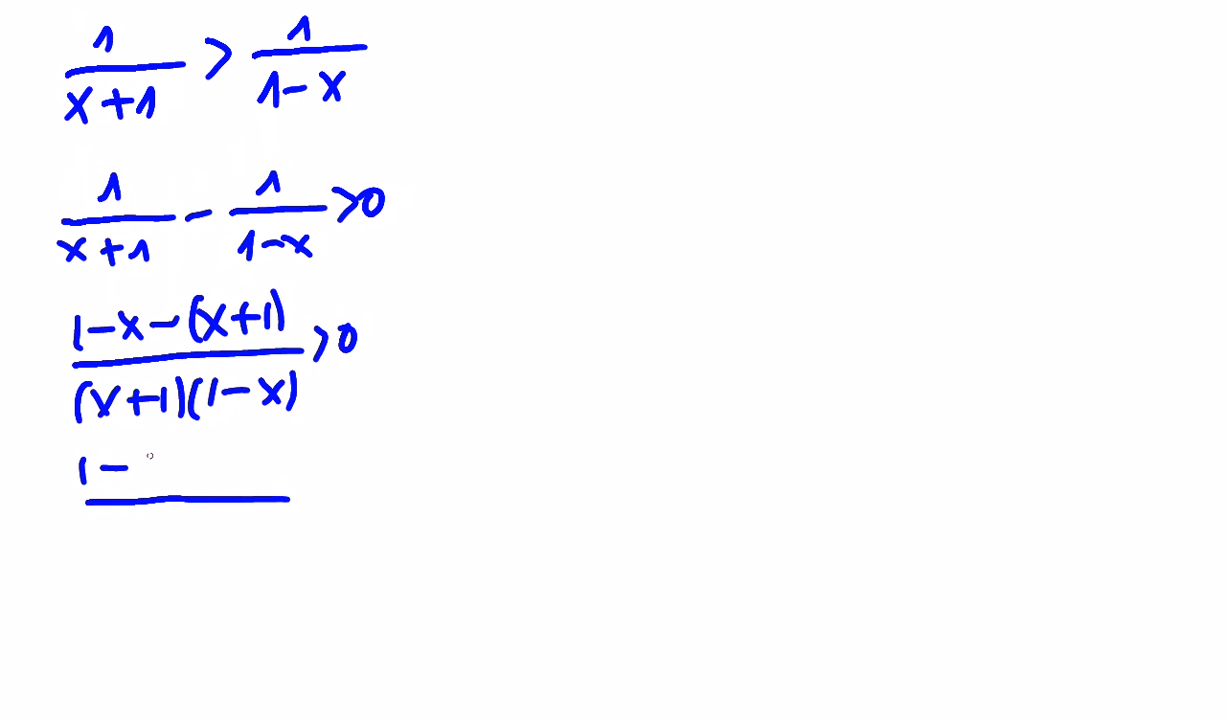 1/(x+1) > 1/(1-x)
1/(x+1) - 1/(1-x) >0
(1-x-(x+1))/((x+1)(1-x)) >0
1-